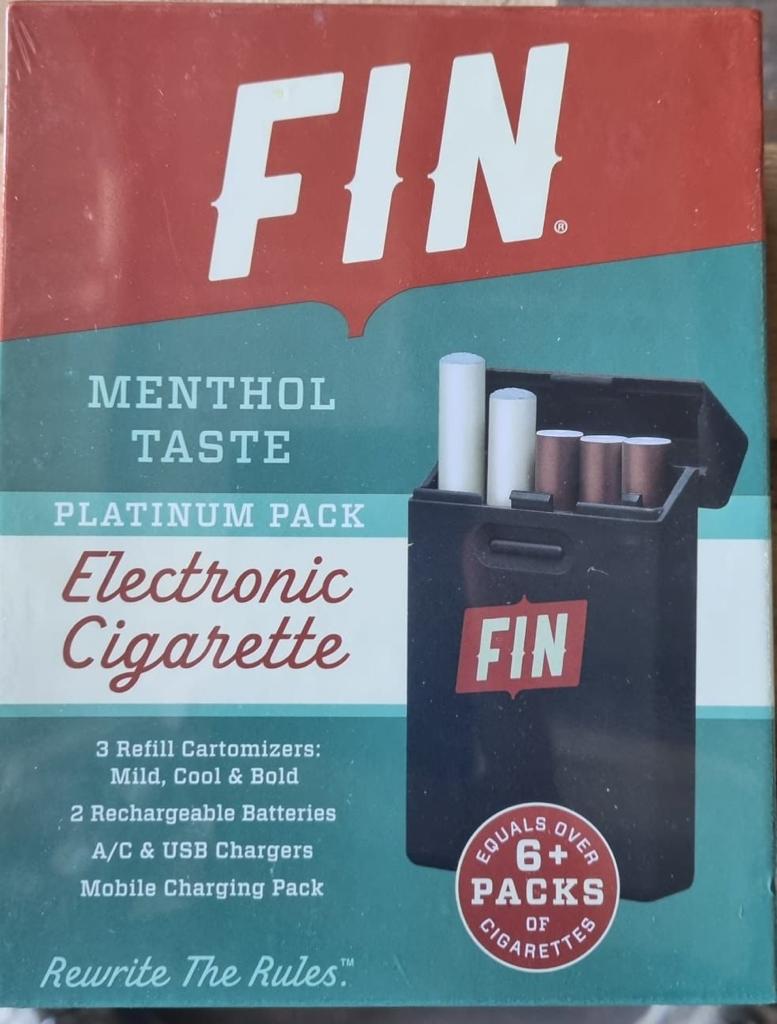 FIN®
MENTHOL
TASTE
PLATINUM PACK
Electronic
Cigarette
FIN
3 Refill Cartomizers:
Mild, Cool & Bold
2 Rechargeable Batteries
A/C & USB Chargers
Mobile Charging Pack
EQUALS OVER
6+
PACKS
OF
CIGARETTES
Rewrite The Rules.™